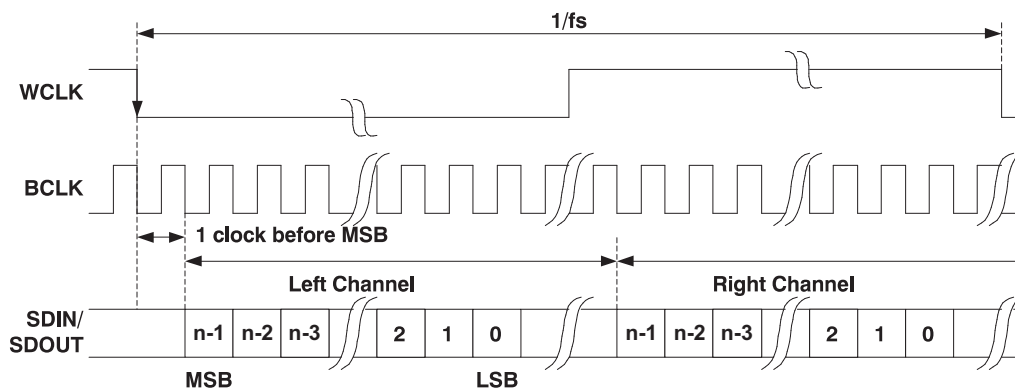 1/fs
WCLK
BCLK
1 clock before MSB
Left Channel
Right Channel
SDIN/
SDOUT
n-1 n-2 n-3 2 1 0 n-1 n-2 n-3 2 1 0
MSB LSB